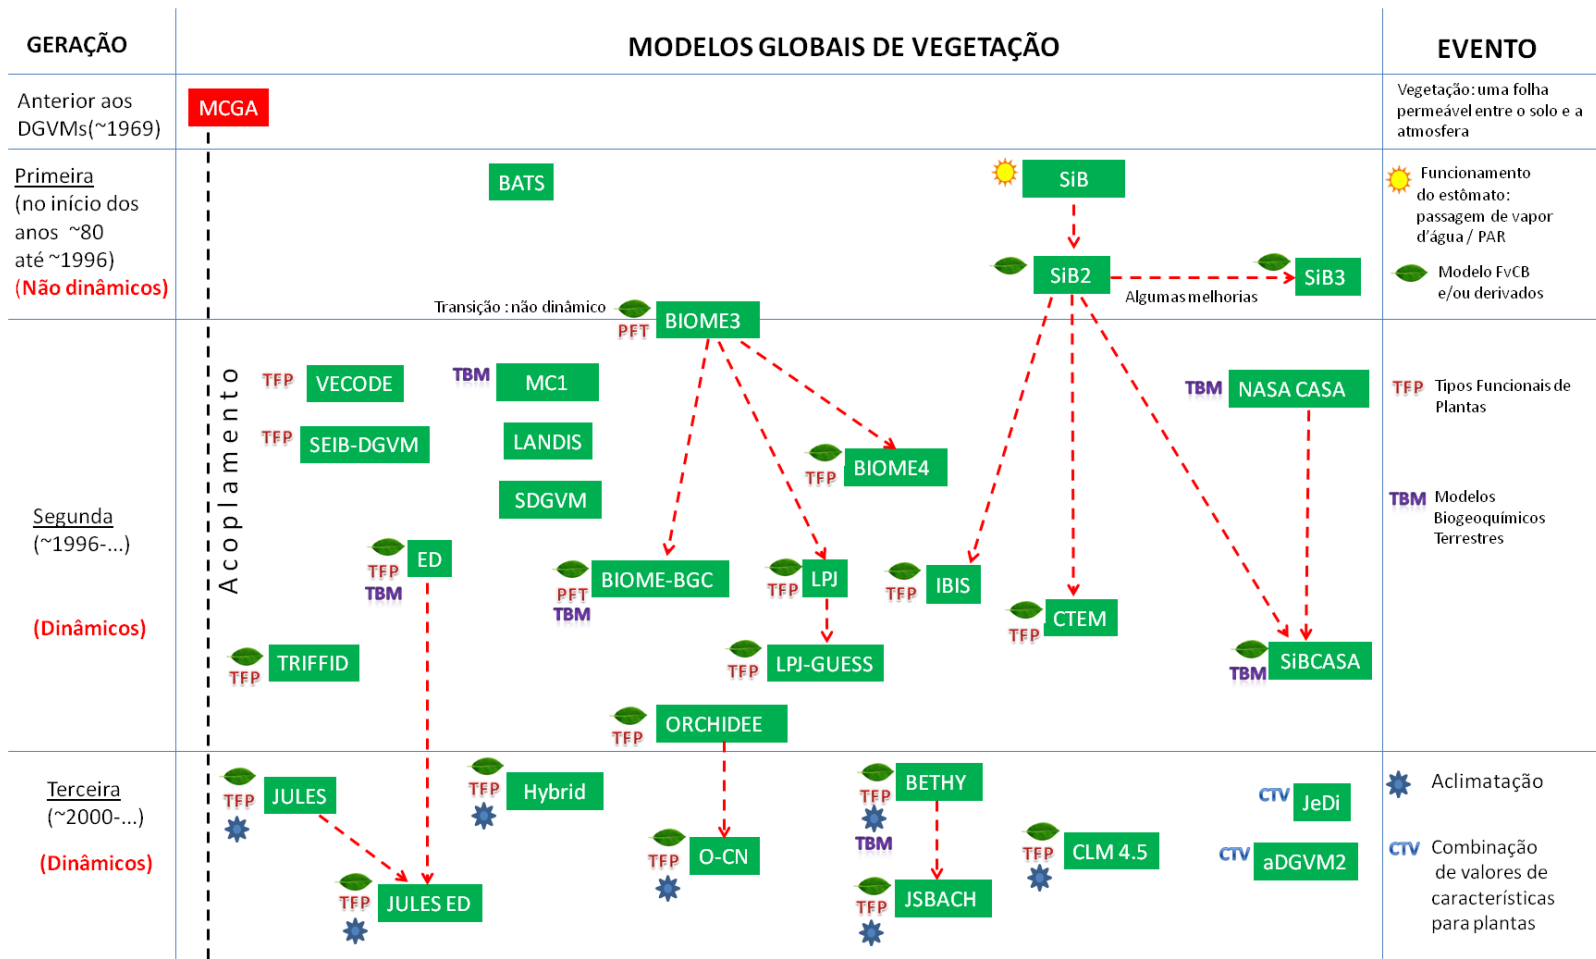 GERAÇÃO
MODELOS GLOBAIS DE VEGETAÇÃO
EVENTO
Anterior aos
DGVMs(~1969)
MCGA
Vegetação: uma folha
permeável entre o solo e a
atmosfera
Primeira
(no início dos
anos ~80
até ~1996)
(Não dinâmicos)
BATS
SiB
SiB2
Algumas melhorias
SiB3
Transição : não dinâmico
PFT
BIOME3
Funcionamento
do estômato:
passagem de vapor
d'água / PAR
Modelo FvCB
e/ou derivados
Acoplamento
Segunda
(~1996-...)
(Dinâmicos)
TFP
VECODE
TBM
MC1
TBM
NASA CASA
TFP
SEIB-DGVM
LANDIS
TFP
BIOME4
SDGVM
TFP
TBM
ED
PFT
TBM
BIOME-BGC
TFP
LPJ
TFP
IBIS
TFP
CTEM
TFP
TRIFFID
TFP
LPJ-GUESS
TBM
SiBCASA
TFP
ORCHIDEE
TFP
Tipos Funcionais de
Plantas
TBM
Modelos
Biogeoquímicos
Terrestres
Terceira
(~2000-...)
(Dinâmicos)
TFP
JULES
TFP
Hybrid
TFP
TBM
BETHY
CTV
JeDi
TFP
O-CN
TFP
CLM 4.5
CTV
aDGVM2
TFP
JULES ED
TFP
JSBACH
Aclimatação
CTV
Combinação
de valores de
características
para plantas